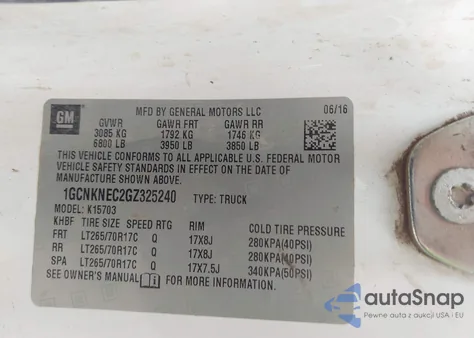 GM
MFD BY GENERAL MOTORS LLC 06/16
GVWR GAWR FRT GAWR RR
3085 KG 1792 KG 1746 KG
6800 LB 3950 LB 3850 LB
THIS VEHICLE CONFORMS TO ALL APPLICABLE U.S. FEDERAL MOTOR
VEHICLE SAFETY STANDARDS IN EFFECT ON THE DATE OF
MANUFACTURE SHOWN ABOVE.
1GCNKNEC2GZ325240 TYPE: TRUCK
MODEL: K15703
KHBF TIRE SIZE SPEED RTG RIM COLD TIRE PRESSURE
FRT LT265/70R17C Q 17X8J 280KPA(40PSI)
RR LT265/70R17C Q 17X8J 280KPA(40PSI)
SPA LT265/70R17C Q 17X7.5J 340KPA(50PSI)
SEE OWNER'S MANUAL FOR MORE INFORMATION.
autaSnap
Pewne auta z aukcji USA i EU